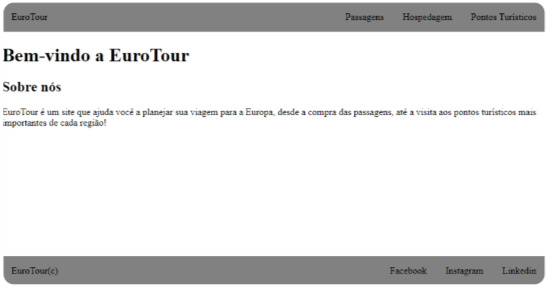 EuroTour Passagens Hospedagem Pontos Turísticos
Bem-vindo a EuroTour
Sobre nós
EuroTour é um site que ajuda você a planejar sua viagem para a Europa, desde a compra das passagens, até a visita aos pontos turísticos mais
importantes de cada região!
EuroTour(c) Facebook Instagram Linkedin